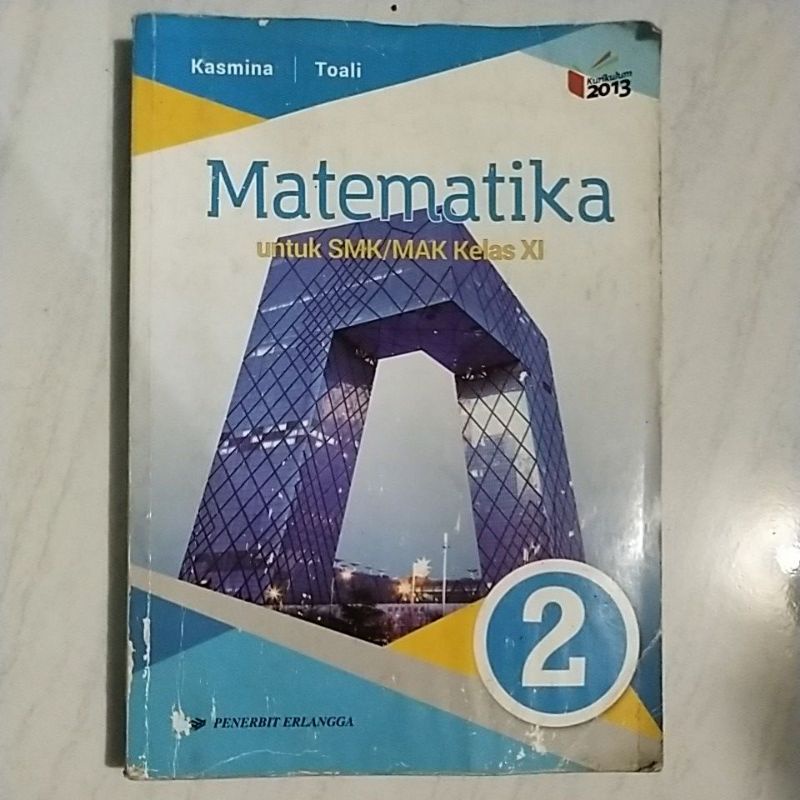 Kasmina | Toali
Kurikulum
2013
Matematika
untuk SMK/MAK Kelas XI
2
PENERBIT ERLANGGA